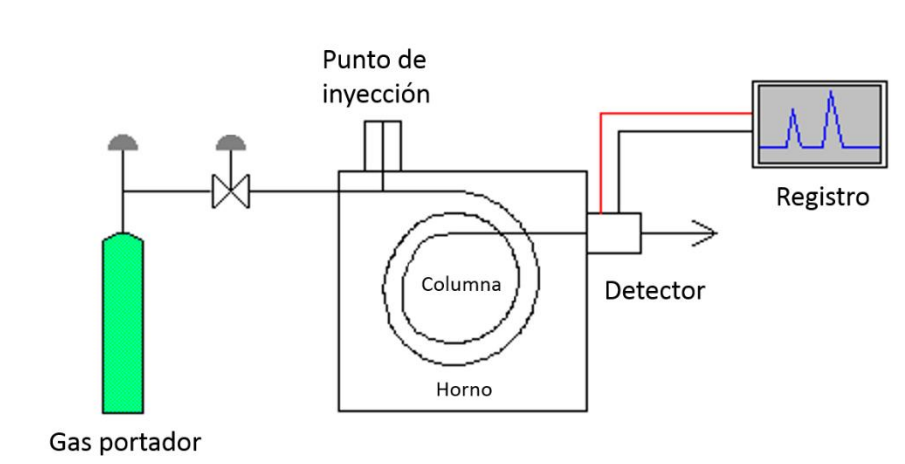 Punto de
inyección
Registro
Columna
Detector
Horno
Gas portador